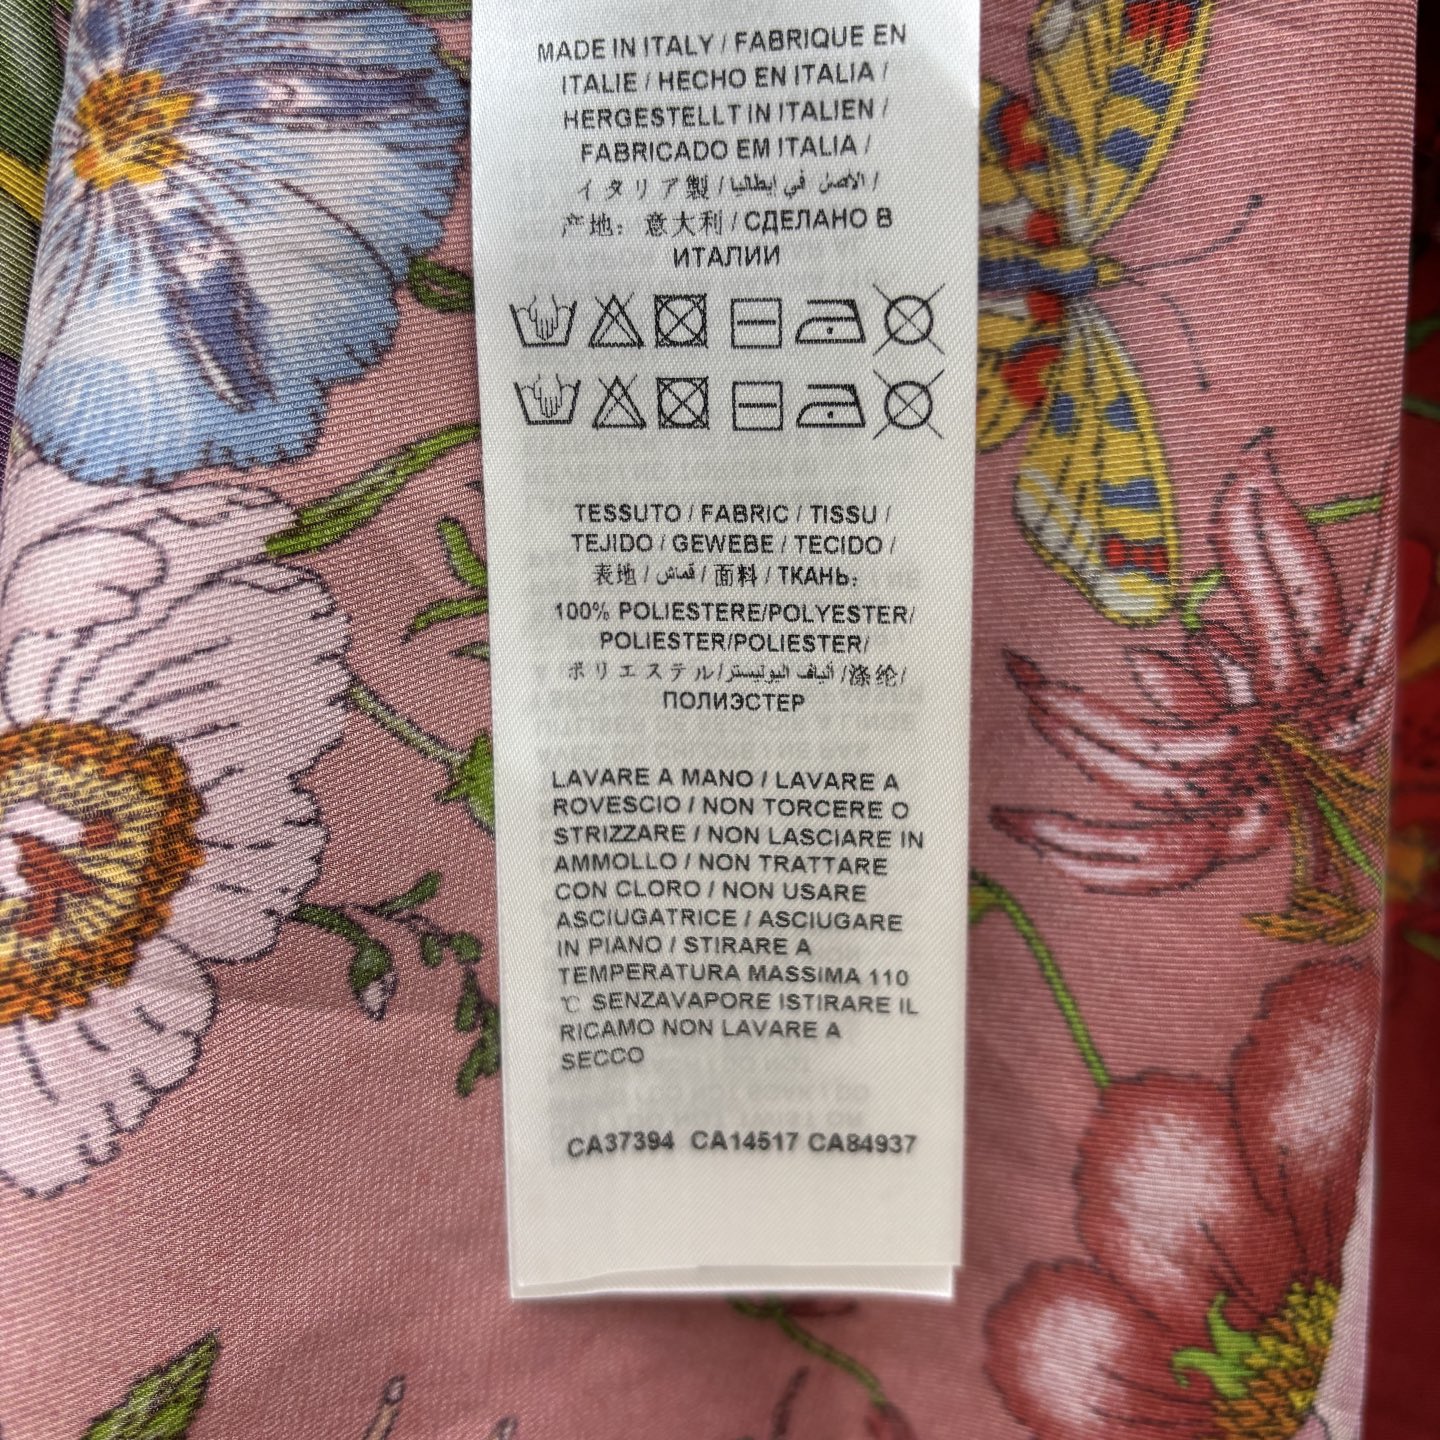 MADE IN ITALY / FABRIQUE EN
ITALIE / HECHO EN ITALIA /
HERGESTELLT IN ITALIEN /
FABRICADO EM ITALIA /
イタリア製 / الأصل في إيطاليا /
产地：意大利 / СДЕЛАНО В
ИТАЛИИ
TESSUTO / FABRIC / TISSU /
TEJIDO / GEWEBE / TECIDO /
表地 / قماش / 面料 / ТКАНЬ:
100% POLIESTERE/POLYESTER/
POLIESTER/POLIESTER/
ポリエステル/ألياف البوليستر/涤纶/
ПОЛИЭСТЕР
LAVARE A MANO / LAVARE A
ROVESCIO / NON TORCERE O
STRIZZARE / NON LASCIARE IN
AMMOLLO / NON TRATTARE
CON CLORO / NON USARE
ASCIUGATRICE / ASCIUGARE
IN PIANO / STIRARE A
TEMPERATURA MASSIMA 110
℃ SENZAVAPORE ISTIRARE IL
RICAMO NON LAVARE A
SECCO
CA37394 CA14517 CA84937